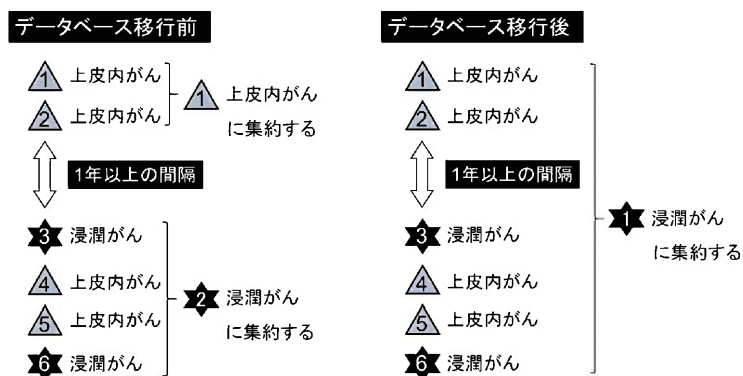 データベース移行前
1 上皮内がん
2 上皮内がん
1 上皮内がん
に集約する
1年以上の間隔
3 浸潤がん
4 上皮内がん
5 上皮内がん
6 浸潤がん
2 浸潤がん
に集約する
データベース移行後
1 上皮内がん
2 上皮内がん
1年以上の間隔
3 浸潤がん
4 上皮内がん
5 上皮内がん
6 浸潤がん
1 浸潤がん
に集約する